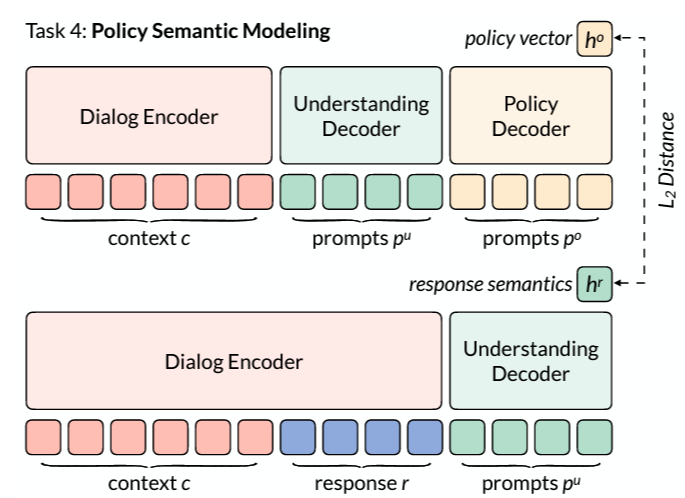 Task 4: Policy Semantic Modeling
policy vector hᵒ
Dialog Encoder
Understanding
Decoder
Policy
Decoder
L₂ Distance
context c
prompts pᵘ
prompts pᵒ
response semantics hʳ
Dialog Encoder
Understanding
Decoder
context c
response r
prompts pᵘ